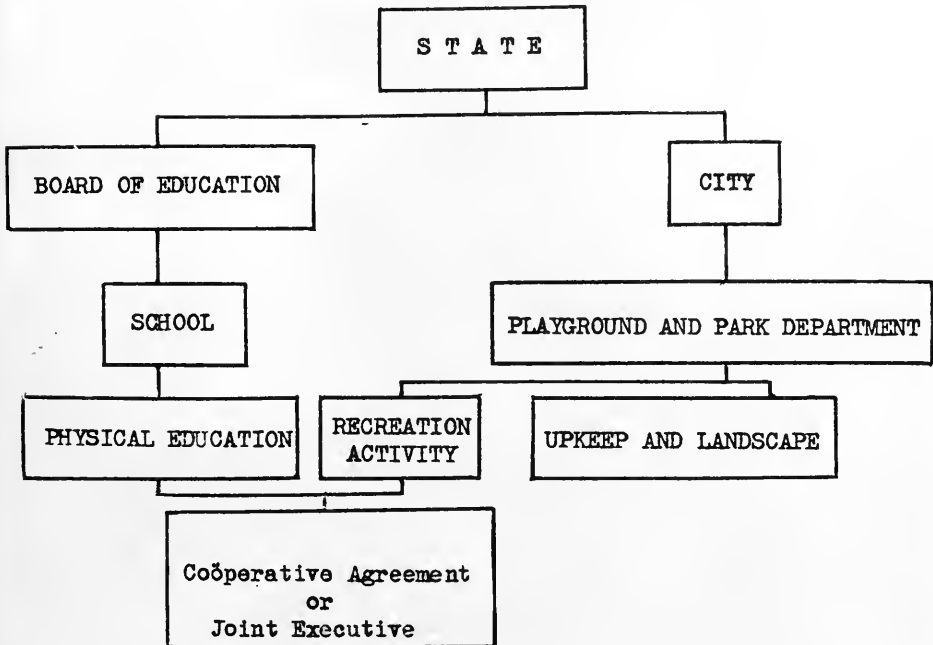 S T A T E
BOARD OF EDUCATION
CITY
SCHOOL
PLAYGROUND AND PARK DEPARTMENT
PHYSICAL EDUCATION
RECREATION
ACTIVITY
UPKEEP AND LANDSCAPE
Coöperative Agreement
or
Joint Executive